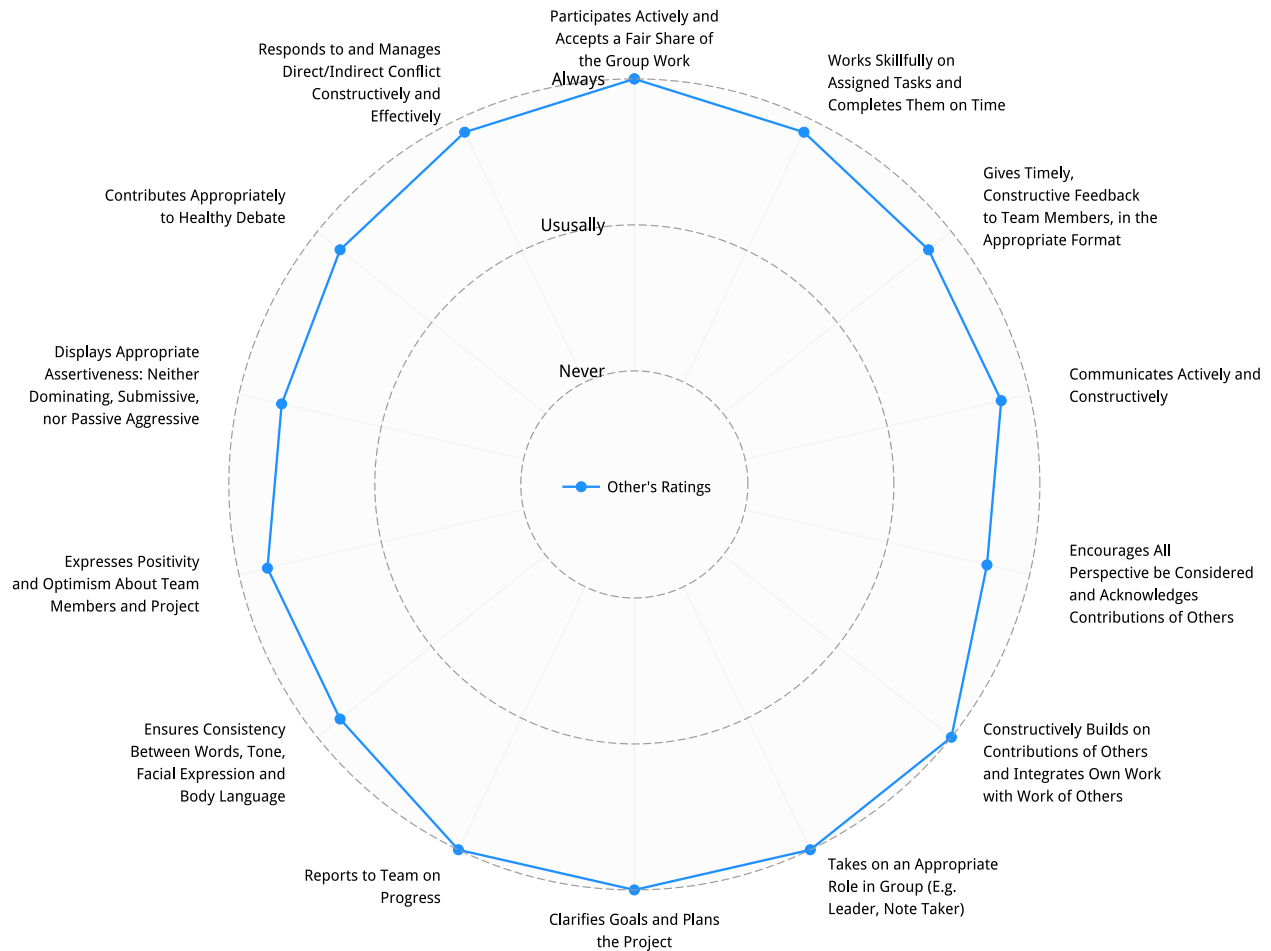 Participates Actively and
Accepts a Fair Share of
the Group Work
Works Skillfully on
Assigned Tasks and
Completes Them on Time
Gives Timely,
Constructive Feedback
to Team Members, in the
Appropriate Format
Communicates Actively and
Constructively
Encourages All
Perspective be Considered
and Acknowledges
Contributions of Others
Constructively Builds on
Contributions of Others
and Integrates Own Work
with Work of Others
Takes on an Appropriate
Role in Group (E.g.
Leader, Note Taker)
Clarifies Goals and Plans
the Project
Reports to Team on
Progress
Ensures Consistency
Between Words, Tone,
Facial Expression and
Body Language
Expresses Positivity
and Optimism About Team
Members and Project
Displays Appropriate
Assertiveness: Neither
Dominating, Submissive,
nor Passive Aggressive
Contributes Appropriately
to Healthy Debate
Responds to and Manages
Direct/Indirect Conflict
Constructively and
Effectively
Always
Ususally
Never
Other's Ratings